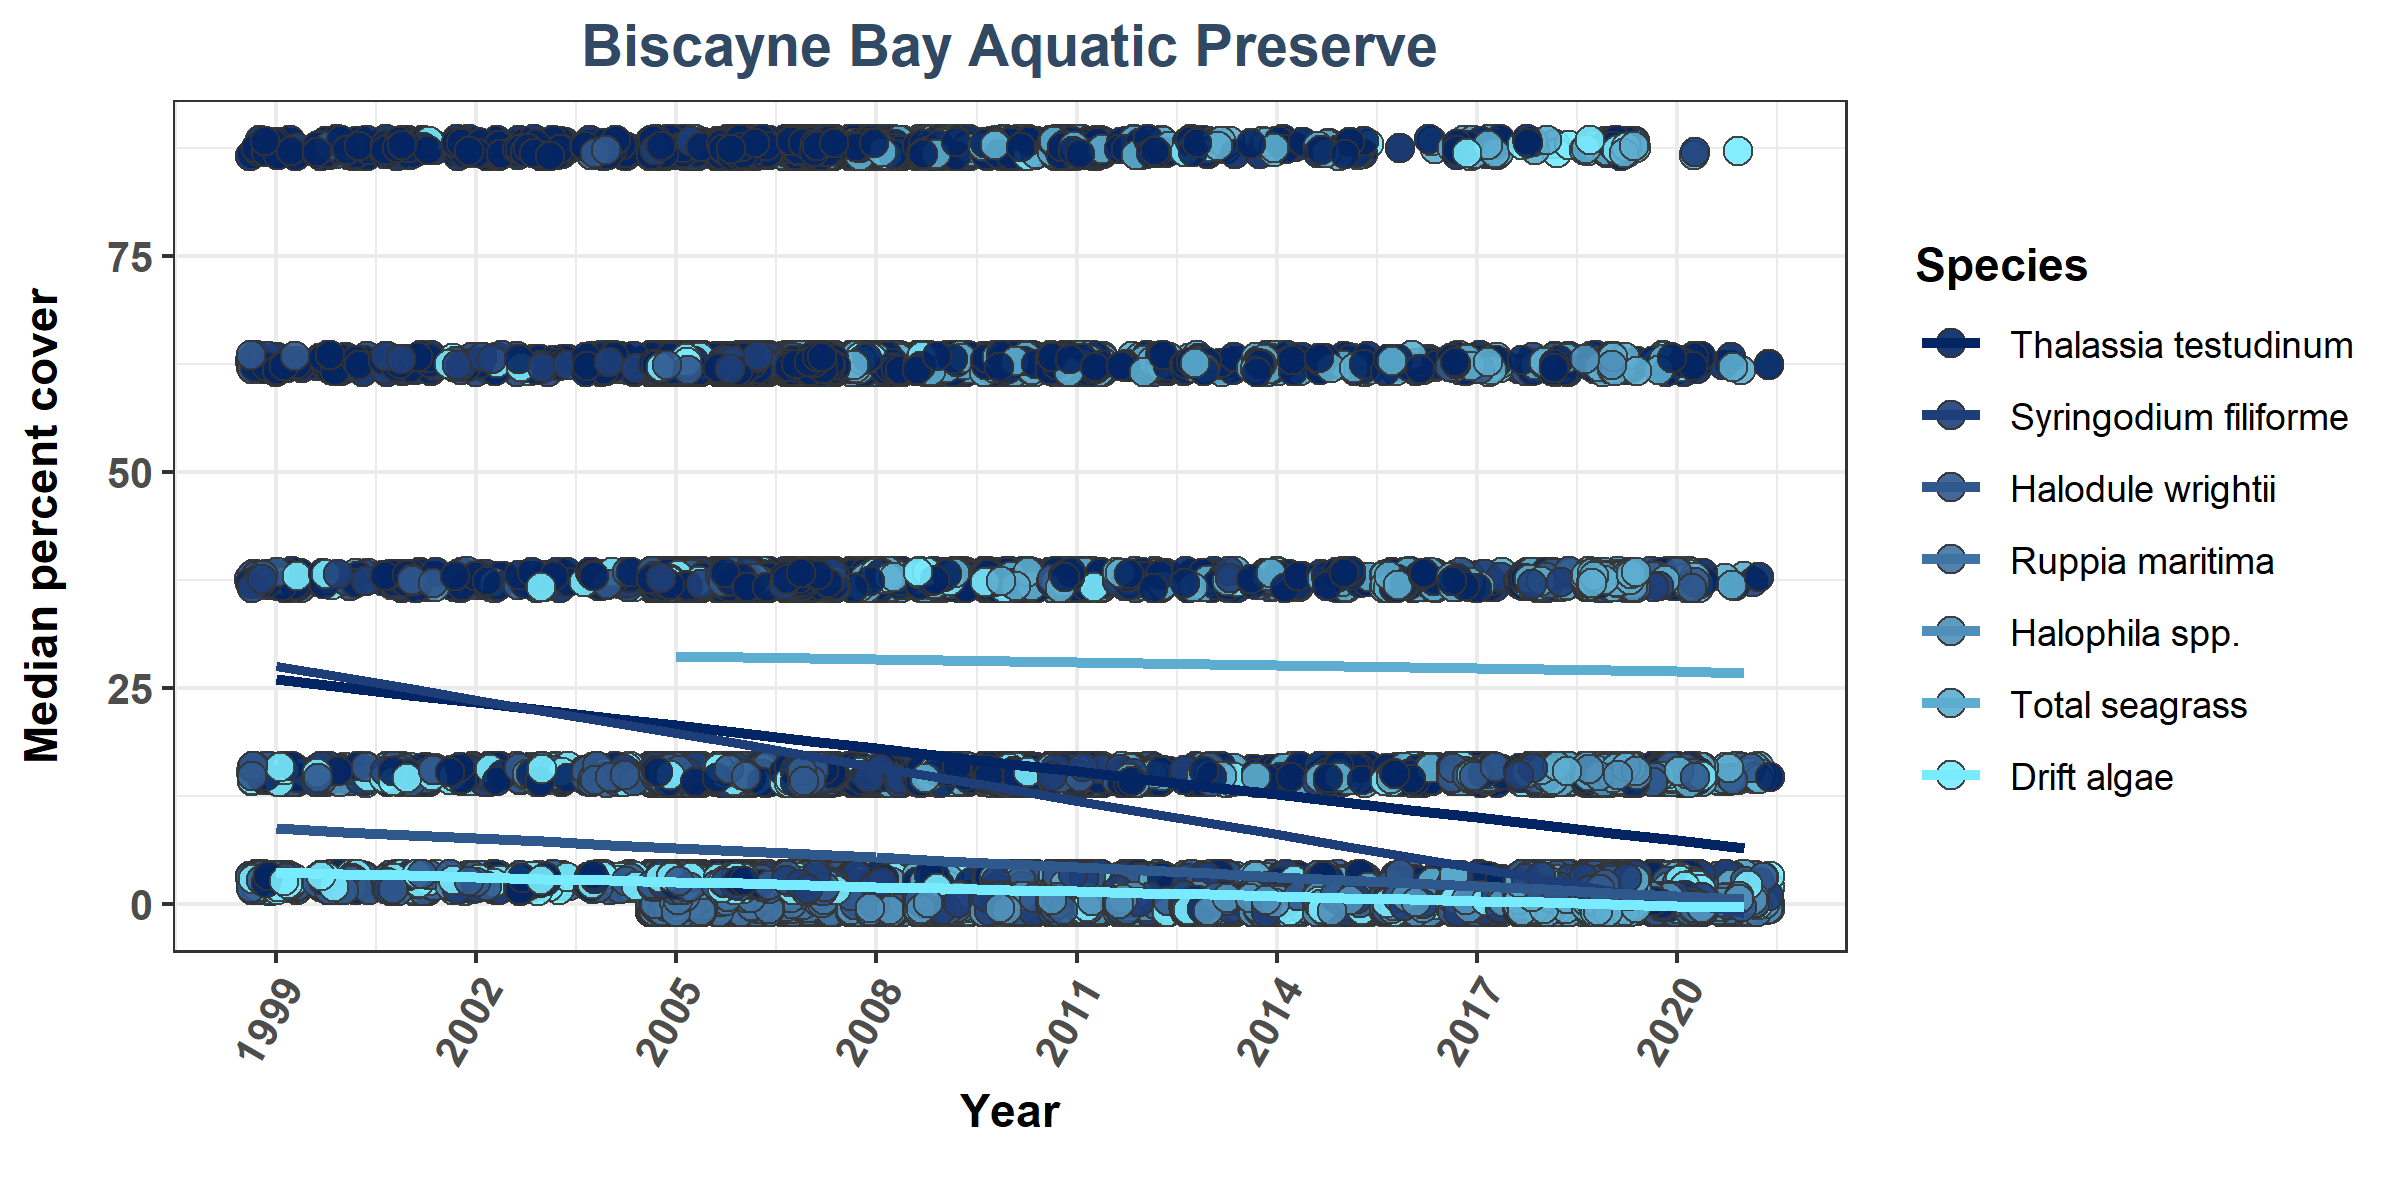 Biscayne Bay Aquatic Preserve
Median percent cover
75
50
25
0
1999
2002
2005
2008
2011
2014
2017
2020
Year
Species
Thalassia testudinum
Syringodium filiforme
Halodule wrightii
Ruppia maritima
Halophila spp.
Total seagrass
Drift algae